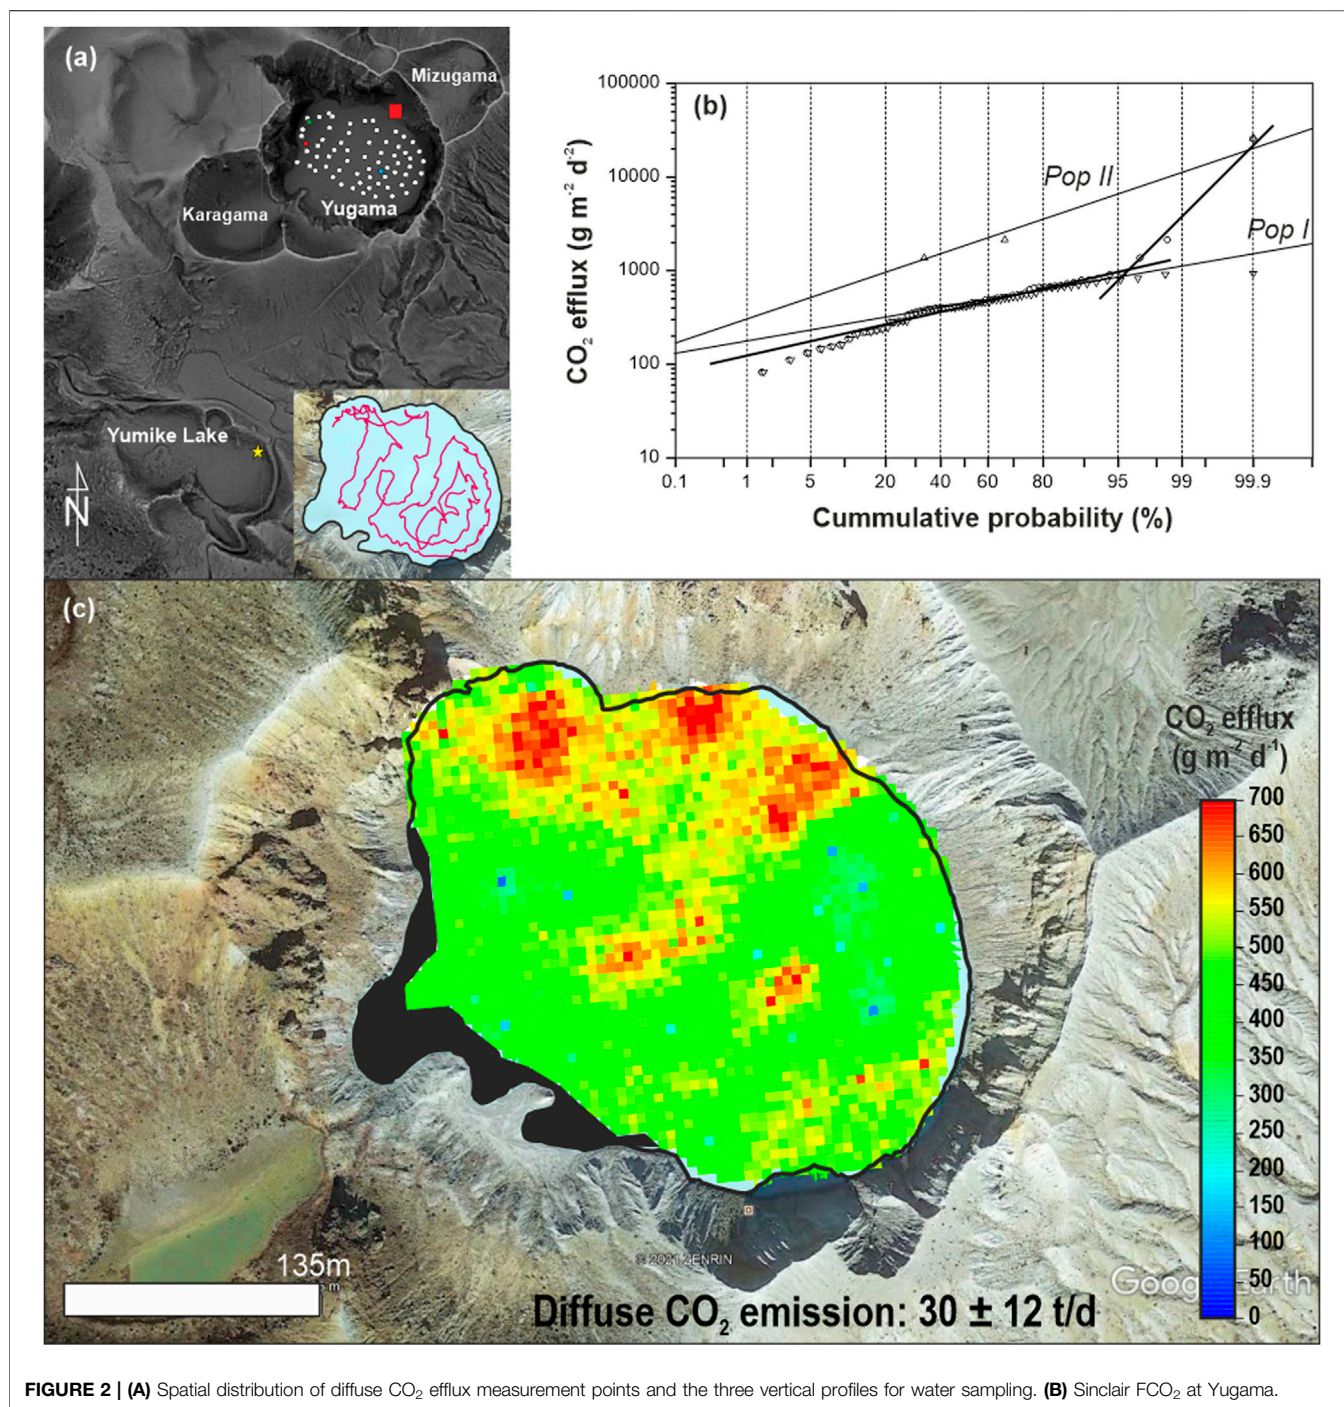 (a)
Mizugama
Karagama
Yugama
Yumike Lake
N
(b)
100000
10000
1000
100
10
CO₂ efflux (g m⁻² d⁻²)
Pop II
Pop I
0.1 1 5 20 40 60 80 95 99 99.9
Cummulative probability (%)
(c)
CO₂ efflux
(g m⁻² d⁻¹)
700
650
600
550
500
450
400
350
300
250
200
150
100
50
0
135m
© 2021 ZENRIN
Google Earth
Diffuse CO₂ emission: 30 ± 12 t/d
FIGURE 2 | (A) Spatial distribution of diffuse CO₂ efflux measurement points and the three vertical profiles for water sampling. (B) Sinclair FCO₂ at Yugama.